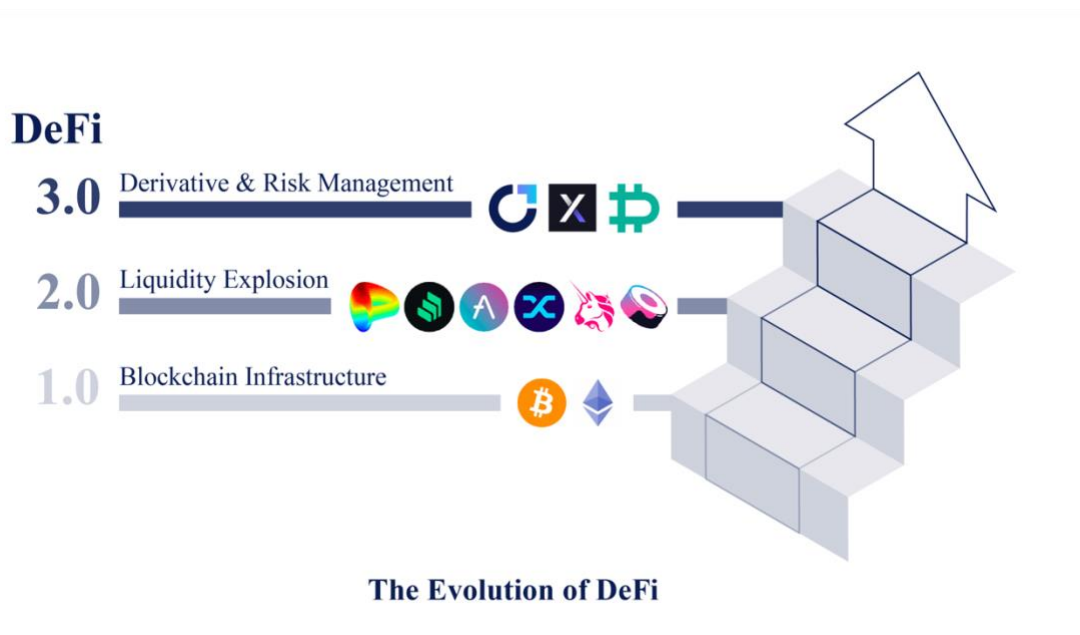 DeFi
3.0 Derivative & Risk Management
2.0 Liquidity Explosion
1.0 Blockchain Infrastructure
The Evolution of DeFi